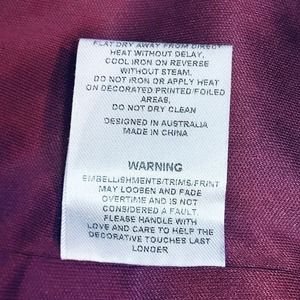 FLAT DRY AWAY FROM DIRECT
HEAT WITHOUT DELAY.
COOL IRON ON REVERSE
WITHOUT STEAM.
DO NOT IRON OR APPLY HEAT
ON DECORATED/PRINTED/FOILED
AREAS,
DO NOT DRY CLEAN
DESIGNED IN AUSTRALIA
MADE IN CHINA
WARNING
EMBELLISHMENTS/TRIMS/PRINT
MAY LOOSEN AND FADE
OVERTIME AND IS NOT
CONSIDERED A FAULT.
PLEASE HANDLE WITH
LOVE AND CARE TO HELP THE
DECORATIVE TOUCHES LAST
LONGER